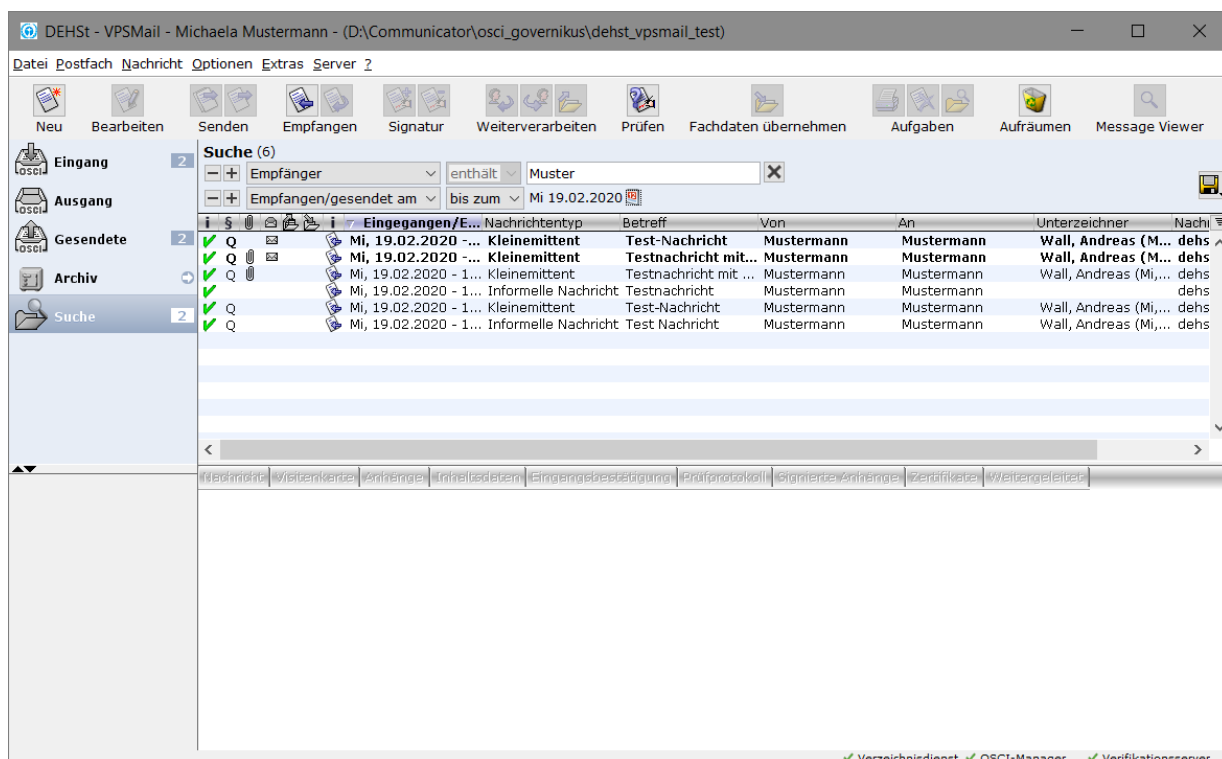 DEHSt - VPSMail - Michaela Mustermann - (D:\Communicator\osci_governikus\dehst_vpsmail_test)
Datei Postfach Nachricht Optionen Extras Server ?
Neu Bearbeiten Senden Empfangen Signatur Weiterverarbeiten Prüfen Fachdaten übernehmen Aufgaben Aufräumen Message Viewer
OSCI Eingang 2
OSCI Ausgang
OSCI Gesendete 2
Archiv
Suche 2
Suche (6)
Empfänger enthält Muster
Empfangen/gesendet am bis zum Mi 19.02.2020
i § i Eingegangen/E... Nachrichtentyp Betreff Von An Unterzeichner Nachr
Q Mi, 19.02.2020 -... Kleinemittent Test-Nachricht Mustermann Mustermann Wall, Andreas (M... dehs
Q Mi, 19.02.2020 -... Kleinemittent Testnachricht mit... Mustermann Mustermann Wall, Andreas (M... dehs
Q Mi, 19.02.2020 - 1... Kleinemittent Testnachricht mit ... Mustermann Mustermann Wall, Andreas (Mi,... dehs
Mi, 19.02.2020 - 1... Informelle Nachricht Testnachricht Mustermann Mustermann dehs
Q Mi, 19.02.2020 - 1... Kleinemittent Test-Nachricht Mustermann Mustermann Wall, Andreas (Mi,... dehs
Q Mi, 19.02.2020 - 1... Informelle Nachricht Test Nachricht Mustermann Mustermann Wall, Andreas (Mi,... dehs
Nachricht Visitenkarte Anhänge Inhaltsdaten Eingangsbestätigung Prüfprotokoll Signierte Anhänge Zertifikate Weitergeleitet
Verzeichnisdienst OSCI-Manager Verifikationsserver